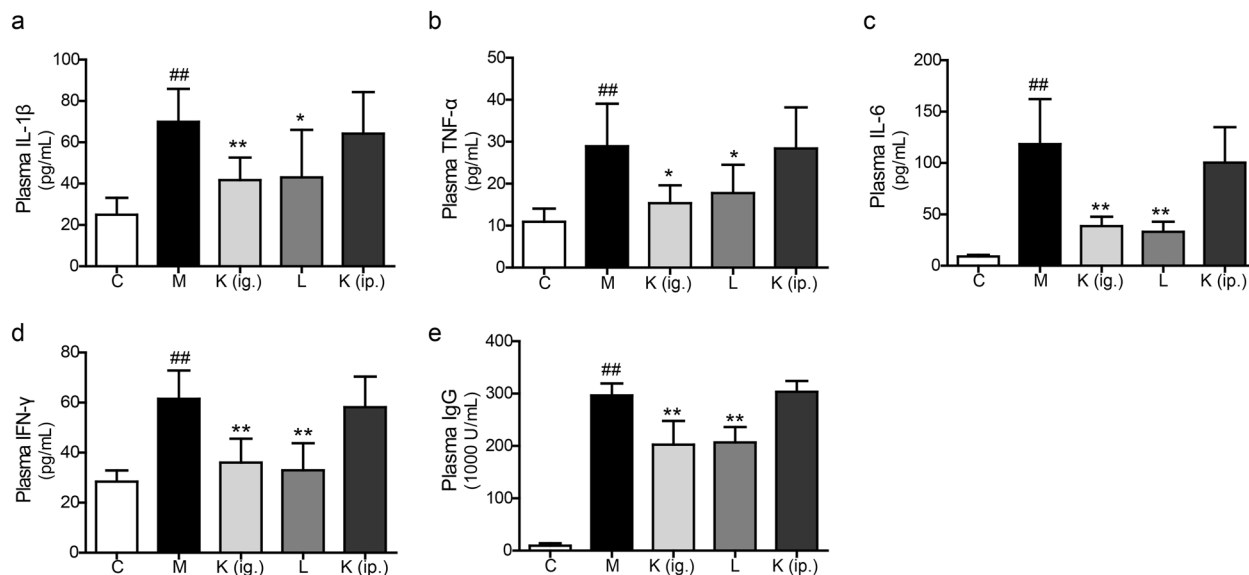 a
Plasma IL-1β
(pg/mL)
100
80
60
40
20
0
##
**
*
C M K (ig.) L K (ip.)
b
Plasma TNF-α
(pg/mL)
50
40
30
20
10
0
##
*
*
C M K (ig.) L K (ip.)
c
Plasma IL-6
(pg/mL)
200
150
100
50
0
##
**
**
C M K (ig.) L K (ip.)
d
Plasma IFN-γ
(pg/mL)
80
60
40
20
0
##
**
**
C M K (ig.) L K (ip.)
e
Plasma IgG
(1000 U/mL)
400
300
200
100
0
##
**
**
C M K (ig.) L K (ip.)